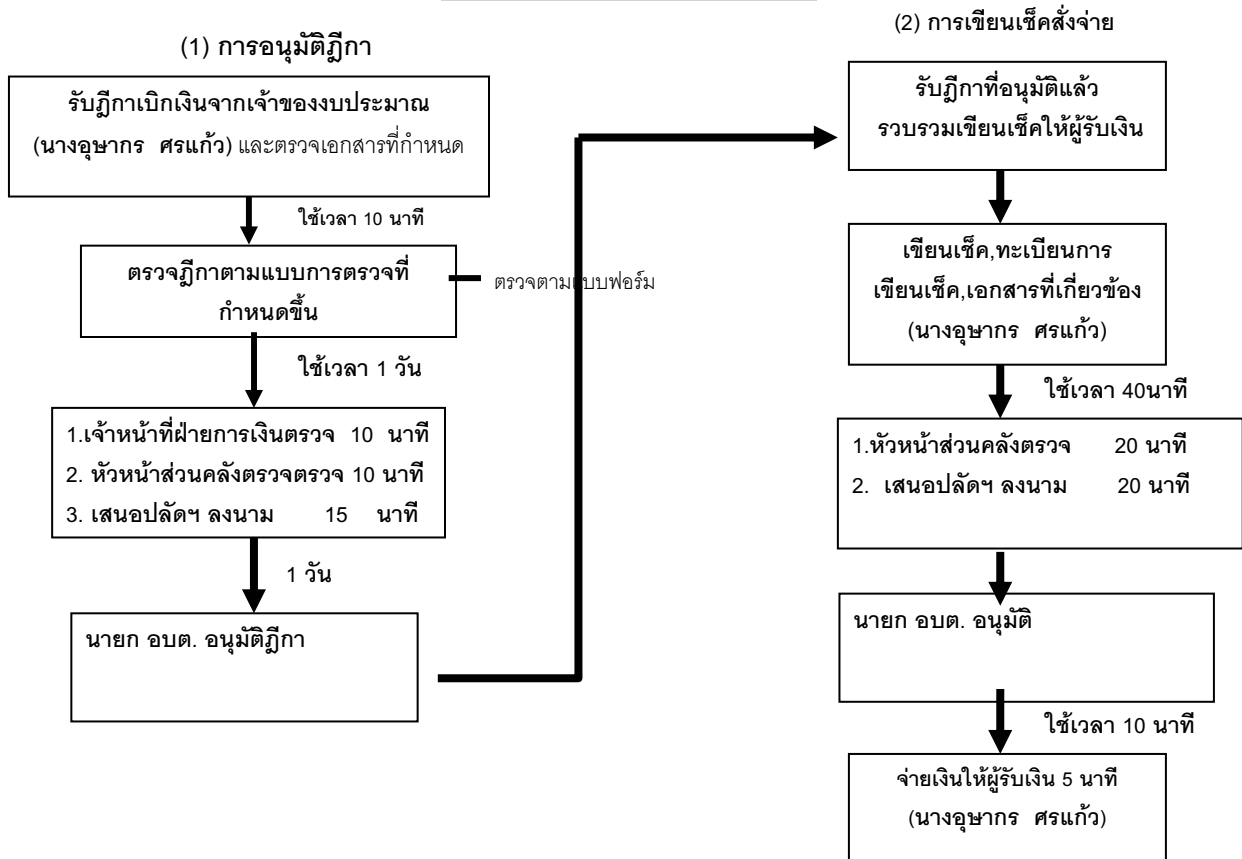 (1) การอนุมัติฎีกา
รับฎีกาเบิกเงินจากเจ้าของงบประมาณ
(นางอุษากร ศรแก้ว) และตรวจเอกสารที่กำหนด
ใช้เวลา 10 นาที
ตรวจฎีกาตามแบบการตรวจที่
กำหนดขึ้น
ตรวจตามแบบฟอร์ม
ใช้เวลา 1 วัน
1.เจ้าหน้าที่ฝ่ายการเงินตรวจ 10 นาที
2. หัวหน้าส่วนคลังตรวจตรวจ 10 นาที
3. เสนอปลัดฯ ลงนาม 15 นาที
1 วัน
นายก อบต. อนุมัติฎีกา
(2) การเขียนเช็คสั่งจ่าย
รับฎีกาที่อนุมัติแล้ว
รวบรวมเขียนเช็คให้ผู้รับเงิน
เขียนเช็ค,ทะเบียนการ
เขียนเช็ค,เอกสารที่เกี่ยวข้อง
(นางอุษากร ศรแก้ว)
ใช้เวลา 40นาที
1.หัวหน้าส่วนคลังตรวจ 20 นาที
2. เสนอปลัดฯ ลงนาม 20 นาที
นายก อบต. อนุมัติ
ใช้เวลา 10 นาที
จ่ายเงินให้ผู้รับเงิน 5 นาที
(นางอุษากร ศรแก้ว)